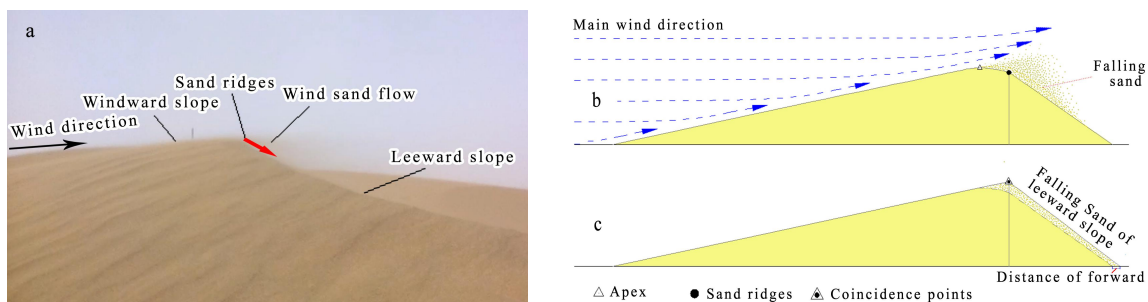 a
Sand ridges
Wind sand flow
Windward slope
Wind direction
Leeward slope
Main wind direction
b
Falling
sand
c
Falling Sand of
leeward slope
Distance of forward
Apex
Sand ridges
Coincidence points